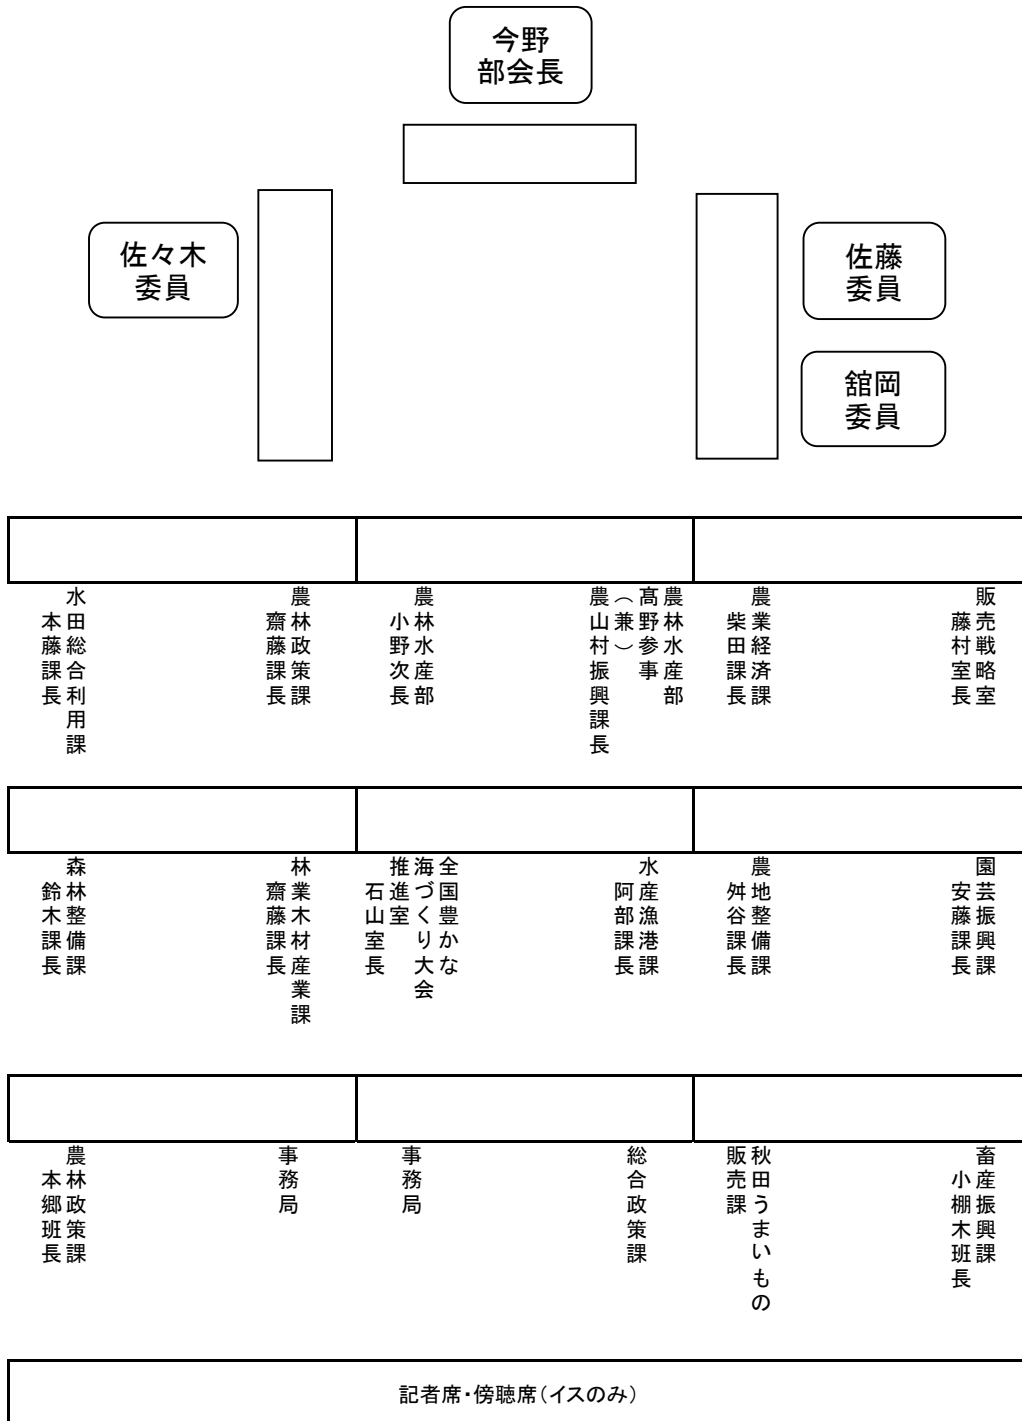 今野
部会長
佐々木
委員
佐藤
委員
舘岡
委員
水田総合利用課
本藤課長
農林政策課
齋藤課長
農林水産部
小野次長
農林水産部
髙野参事
（兼）
農山村振興課長
農業経済課
柴田課長
販売戦略室
藤村室長
森林整備課
鈴木課長
林業木材産業課
齋藤課長
全国豊かな
海づくり大会
推進室
石山室長
水産漁港課
阿部課長
農地整備課
舛谷課長
園芸振興課
安藤課長
農林政策課
本郷班長
事務局
事務局
総合政策課
秋田うまいもの
販売課
畜産振興課
小棚木班長
記者席・傍聴席（イスのみ）